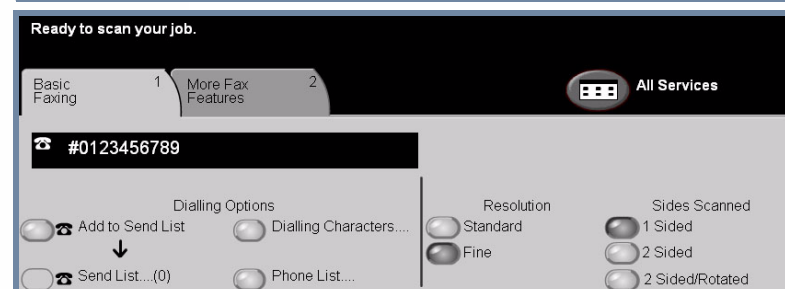 Ready to scan your job.
Basic Faxing 1
More Fax Features 2
All Services
#0123456789
Dialling Options
Add to Send List
Dialling Characters....
Send List....(0)
Phone List....
Resolution
Standard
Fine
Sides Scanned
1 Sided
2 Sided
2 Sided/Rotated